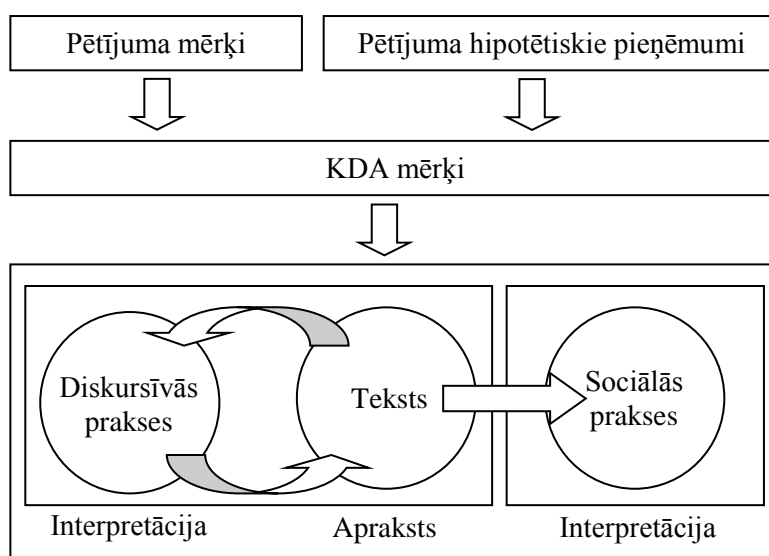 Pētījuma mērķi
Pētījuma hipotētiskie pieņēmumi
KDA mērķi
Diskursīvās
prakses
Teksts
Sociālās
prakses
Interpretācija
Apraksts
Interpretācija